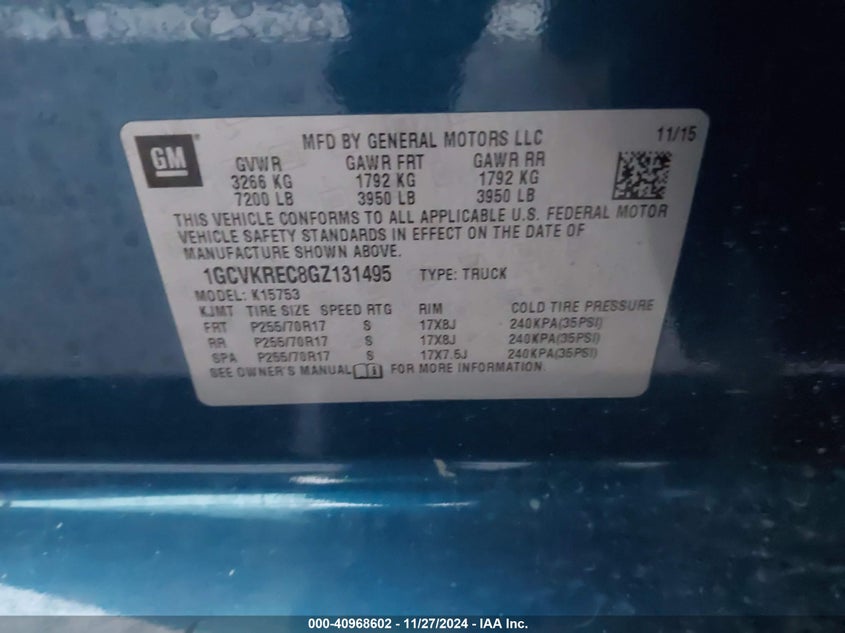 GM
MFD BY GENERAL MOTORS LLC 11/15
GVWR GAWR FRT GAWR RR
3266 KG 1792 KG 1792 KG
7200 LB 3950 LB 3950 LB
THIS VEHICLE CONFORMS TO ALL APPLICABLE U.S. FEDERAL MOTOR
VEHICLE SAFETY STANDARDS IN EFFECT ON THE DATE OF
MANUFACTURE SHOWN ABOVE.
1GCVKREC8GZ131495 TYPE: TRUCK
MODEL: K15753
KJMT TIRE SIZE SPEED RTG RIM COLD TIRE PRESSURE
FRT P255/70R17 S 17X8J 240KPA(35PSI)
RR P255/70R17 S 17X8J 240KPA(35PSI)
SPA P255/70R17 S 17X7.5J 240KPA(35PSI)
SEE OWNER'S MANUAL FOR MORE INFORMATION.
000-40968602 - 11/27/2024 - IAA Inc.